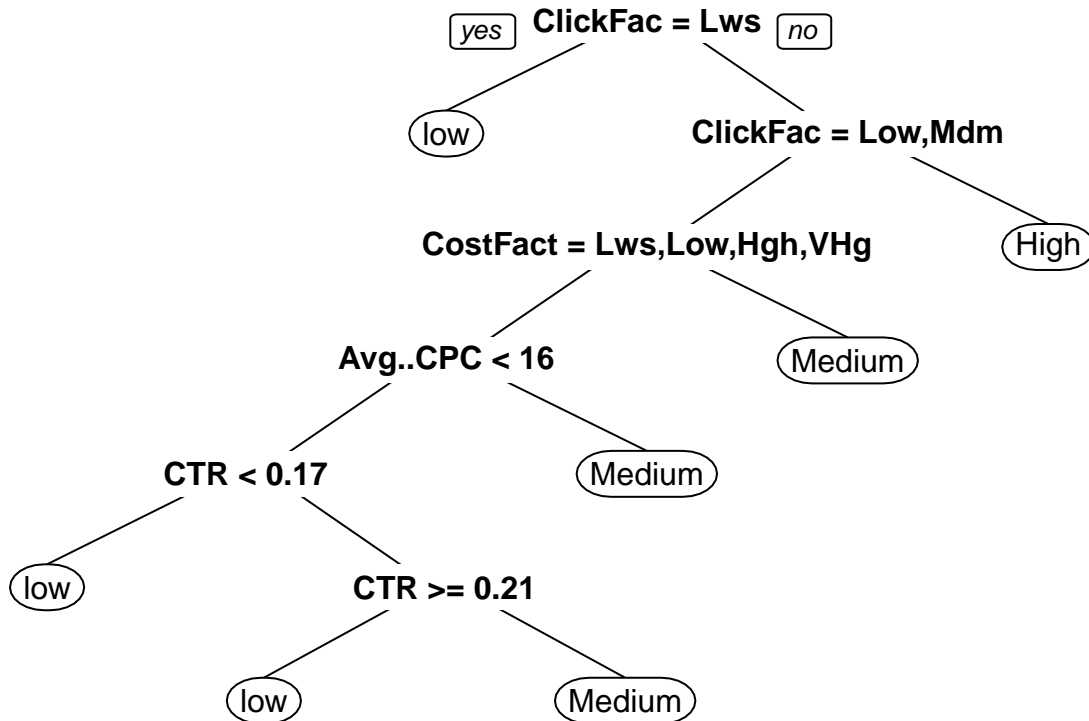 yes ClickFac = Lws no
low ClickFac = Low,Mdm
CostFact = Lws,Low,Hgh,VHg High
Avg..CPC < 16 Medium
CTR < 0.17 Medium
low CTR >= 0.21
low Medium